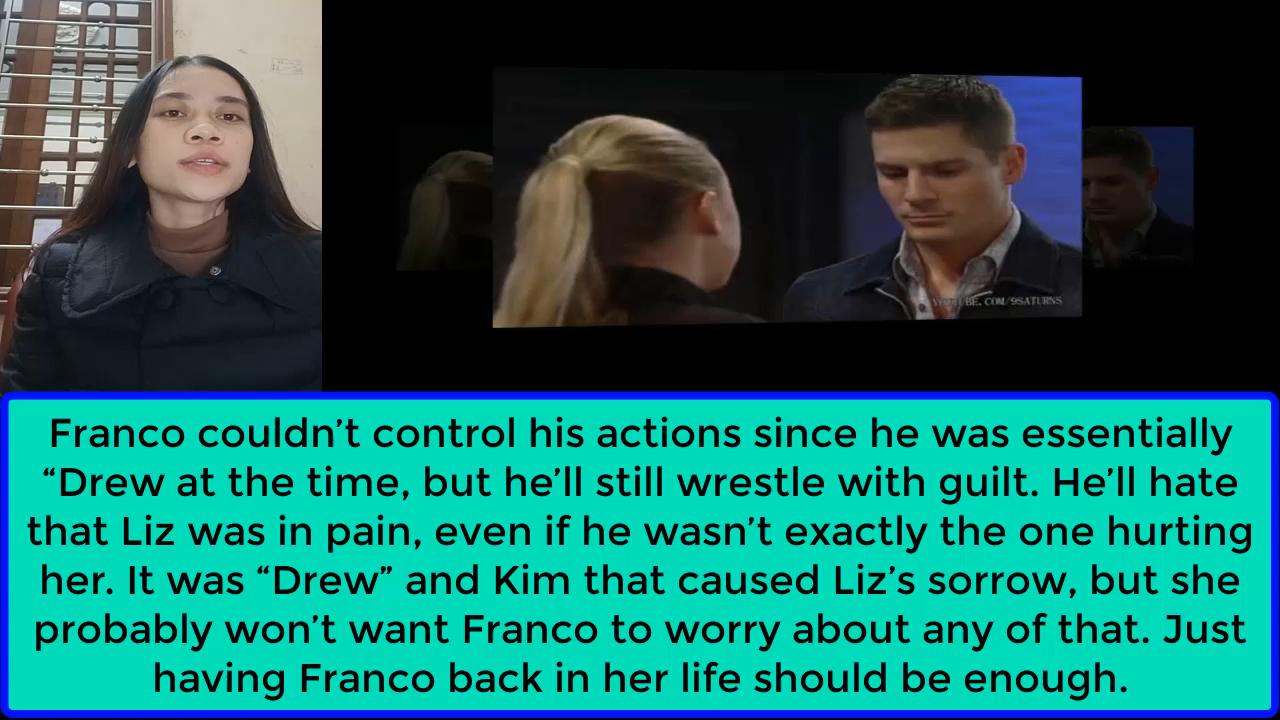 YOUTUBE.COM/9SATURNS
Franco couldn’t control his actions since he was essentially
“Drew at the time, but he’ll still wrestle with guilt. He’ll hate
that Liz was in pain, even if he wasn’t exactly the one hurting
her. It was “Drew” and Kim that caused Liz’s sorrow, but she
probably won’t want Franco to worry about any of that. Just
having Franco back in her life should be enough.